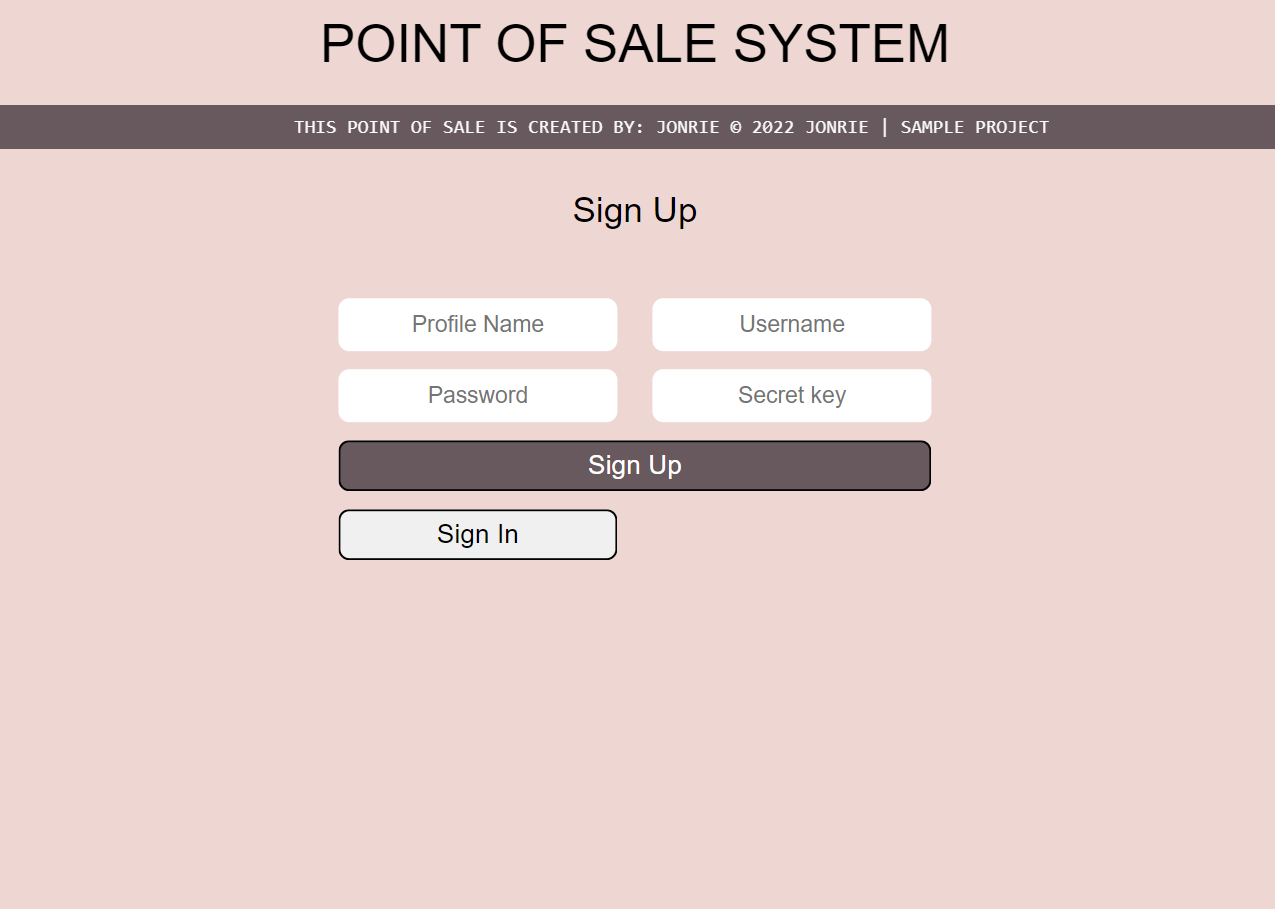 POINT OF SALE SYSTEM
THIS POINT OF SALE IS CREATED BY: JONRIE © 2022 JONRIE | SAMPLE PROJECT
Sign Up
Profile Name
Username
Password
Secret key
Sign Up
Sign In